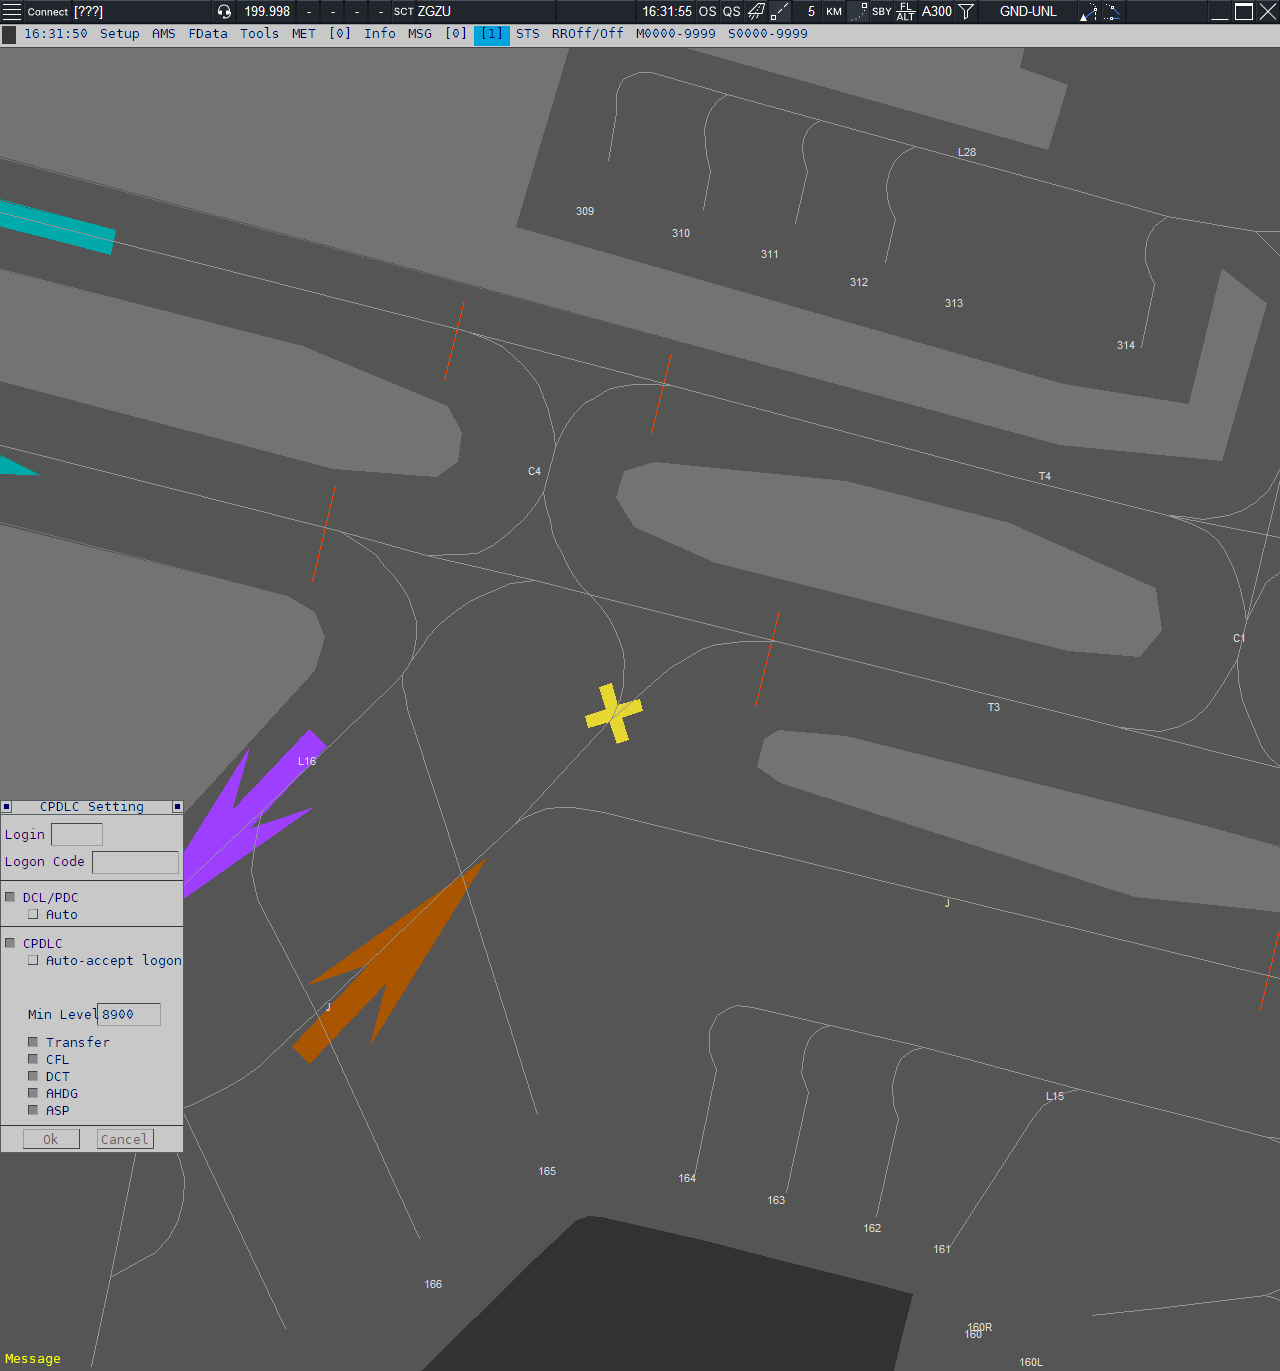 Connect [???] 199.998 - - - - SCT ZGZU 16:31:55 OS QS 5 KM SBY FL ALT A300 GND-UNL
16:31:50 Setup AMS FData Tools MET [0] Info MSG [0] [1] STS RROff/Off M0000-9999 S0000-9999
L28
309
310
311
312
313
314
C4
T4
C1
T3
L16
CPDLC Setting
Login
Logon Code
DCL/PDC
Auto
CPDLC
Auto-accept logon
Min Level 8900
Transfer
CFL
DCT
AHDG
ASP
Ok Cancel
J
J
L15
165
164
163
162
161
166
160R
160
160L
Message